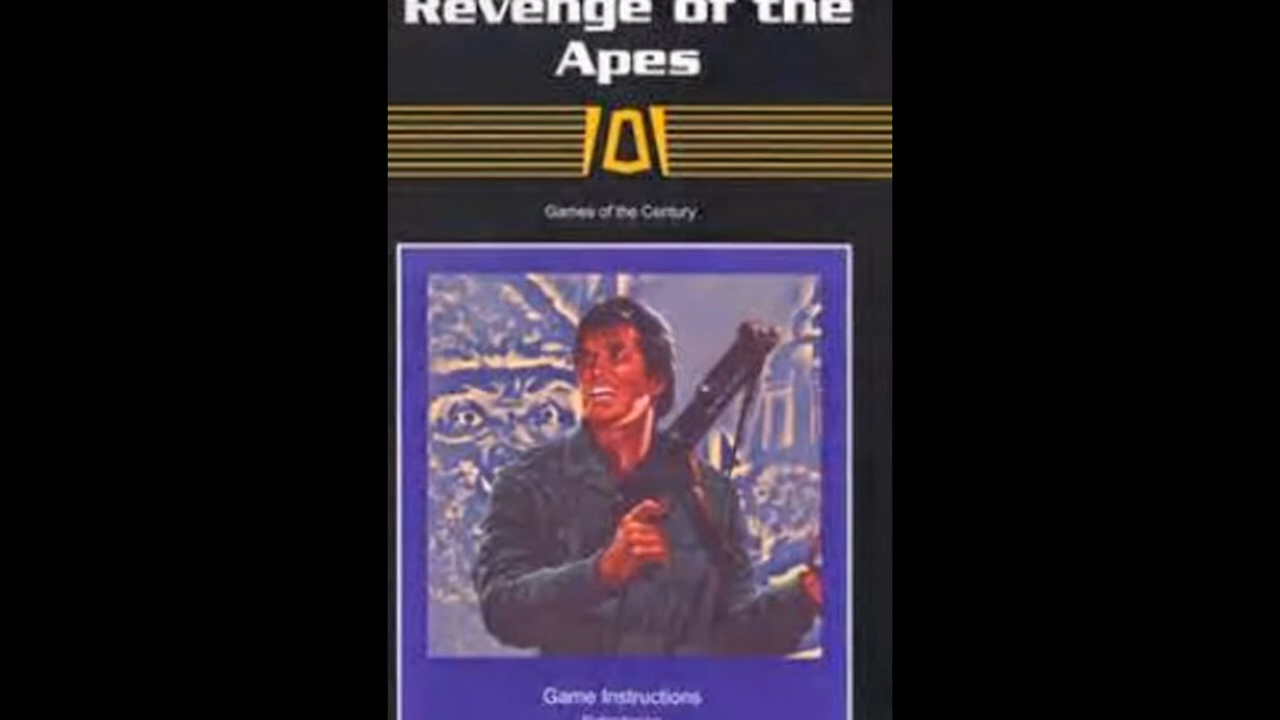 Revenge of the
Apes
Games of the Century
Game Instructions